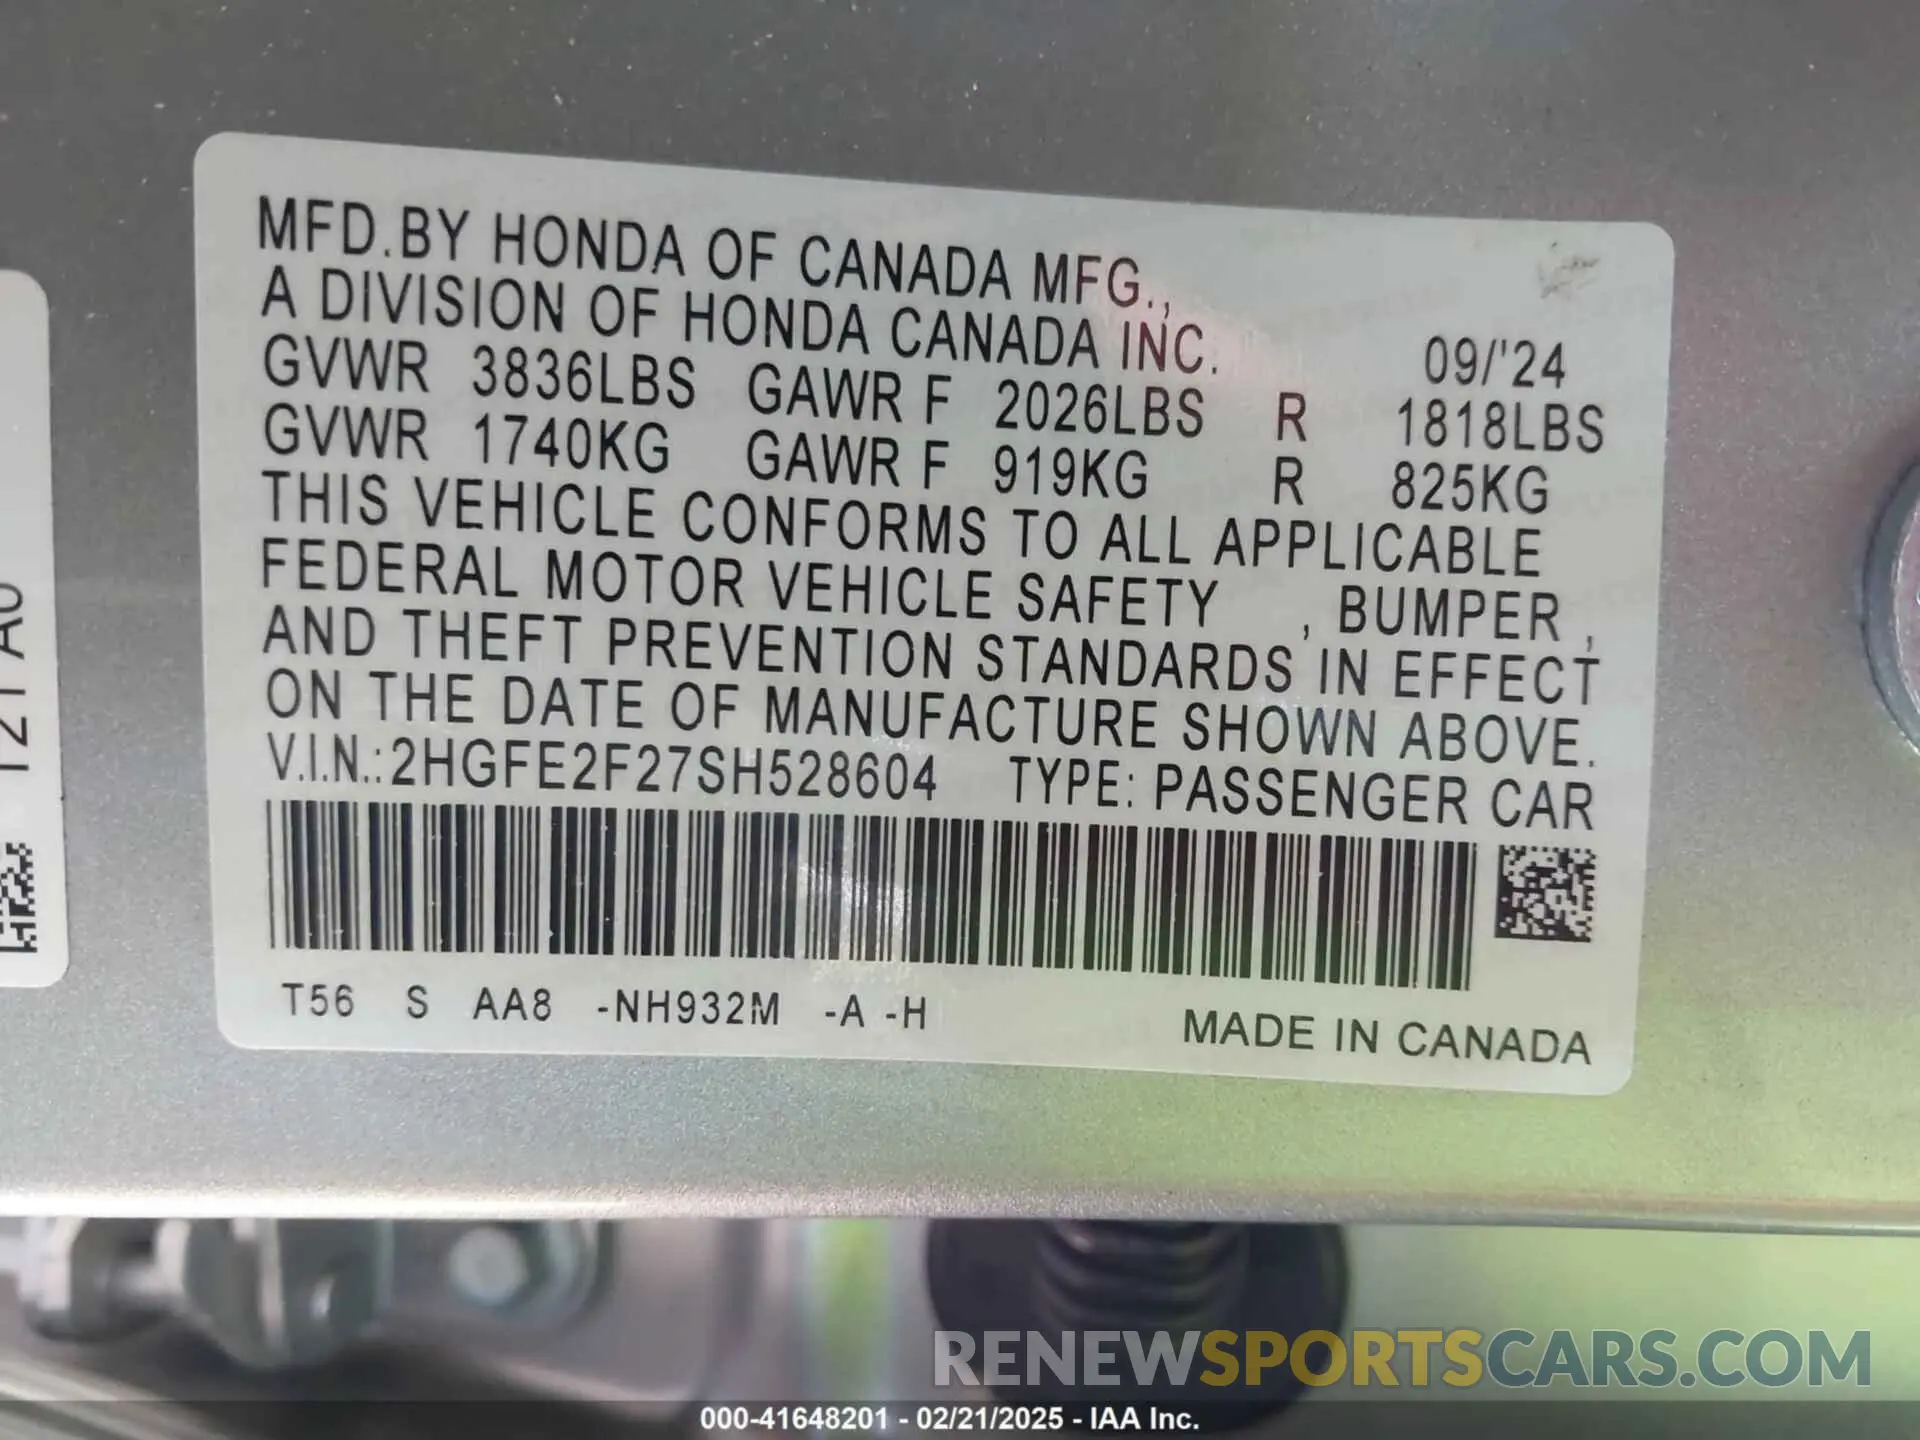 MFD.BY HONDA OF CANADA MFG.,
A DIVISION OF HONDA CANADA INC. 09/'24
GVWR 3836LBS GAWR F 2026LBS R 1818LBS
GVWR 1740KG GAWR F 919KG R 825KG
THIS VEHICLE CONFORMS TO ALL APPLICABLE
FEDERAL MOTOR VEHICLE SAFETY , BUMPER ,
AND THEFT PREVENTION STANDARDS IN EFFECT
ON THE DATE OF MANUFACTURE SHOWN ABOVE.
V.I.N.:2HGFE2F27SH528604 TYPE: PASSENGER CAR
T56 S AA8 -NH932M -A -H
MADE IN CANADA
RENEWSPORTSCARS.COM
000-41648201 - 02/21/2025 - IAA Inc.